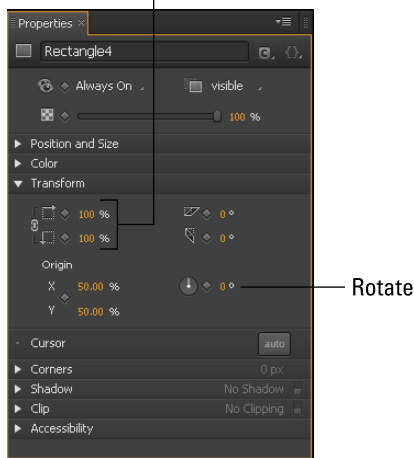 Properties ×
Rectangle4
Always On visible
100 %
Position and Size
Color
Transform
100 % 0 °
100 % 0 °
Origin
X 50.00 % 0 ° Rotate
Y 50.00 %
Cursor auto
Corners 0 px
Shadow No Shadow
Clip No Clipping
Accessibility